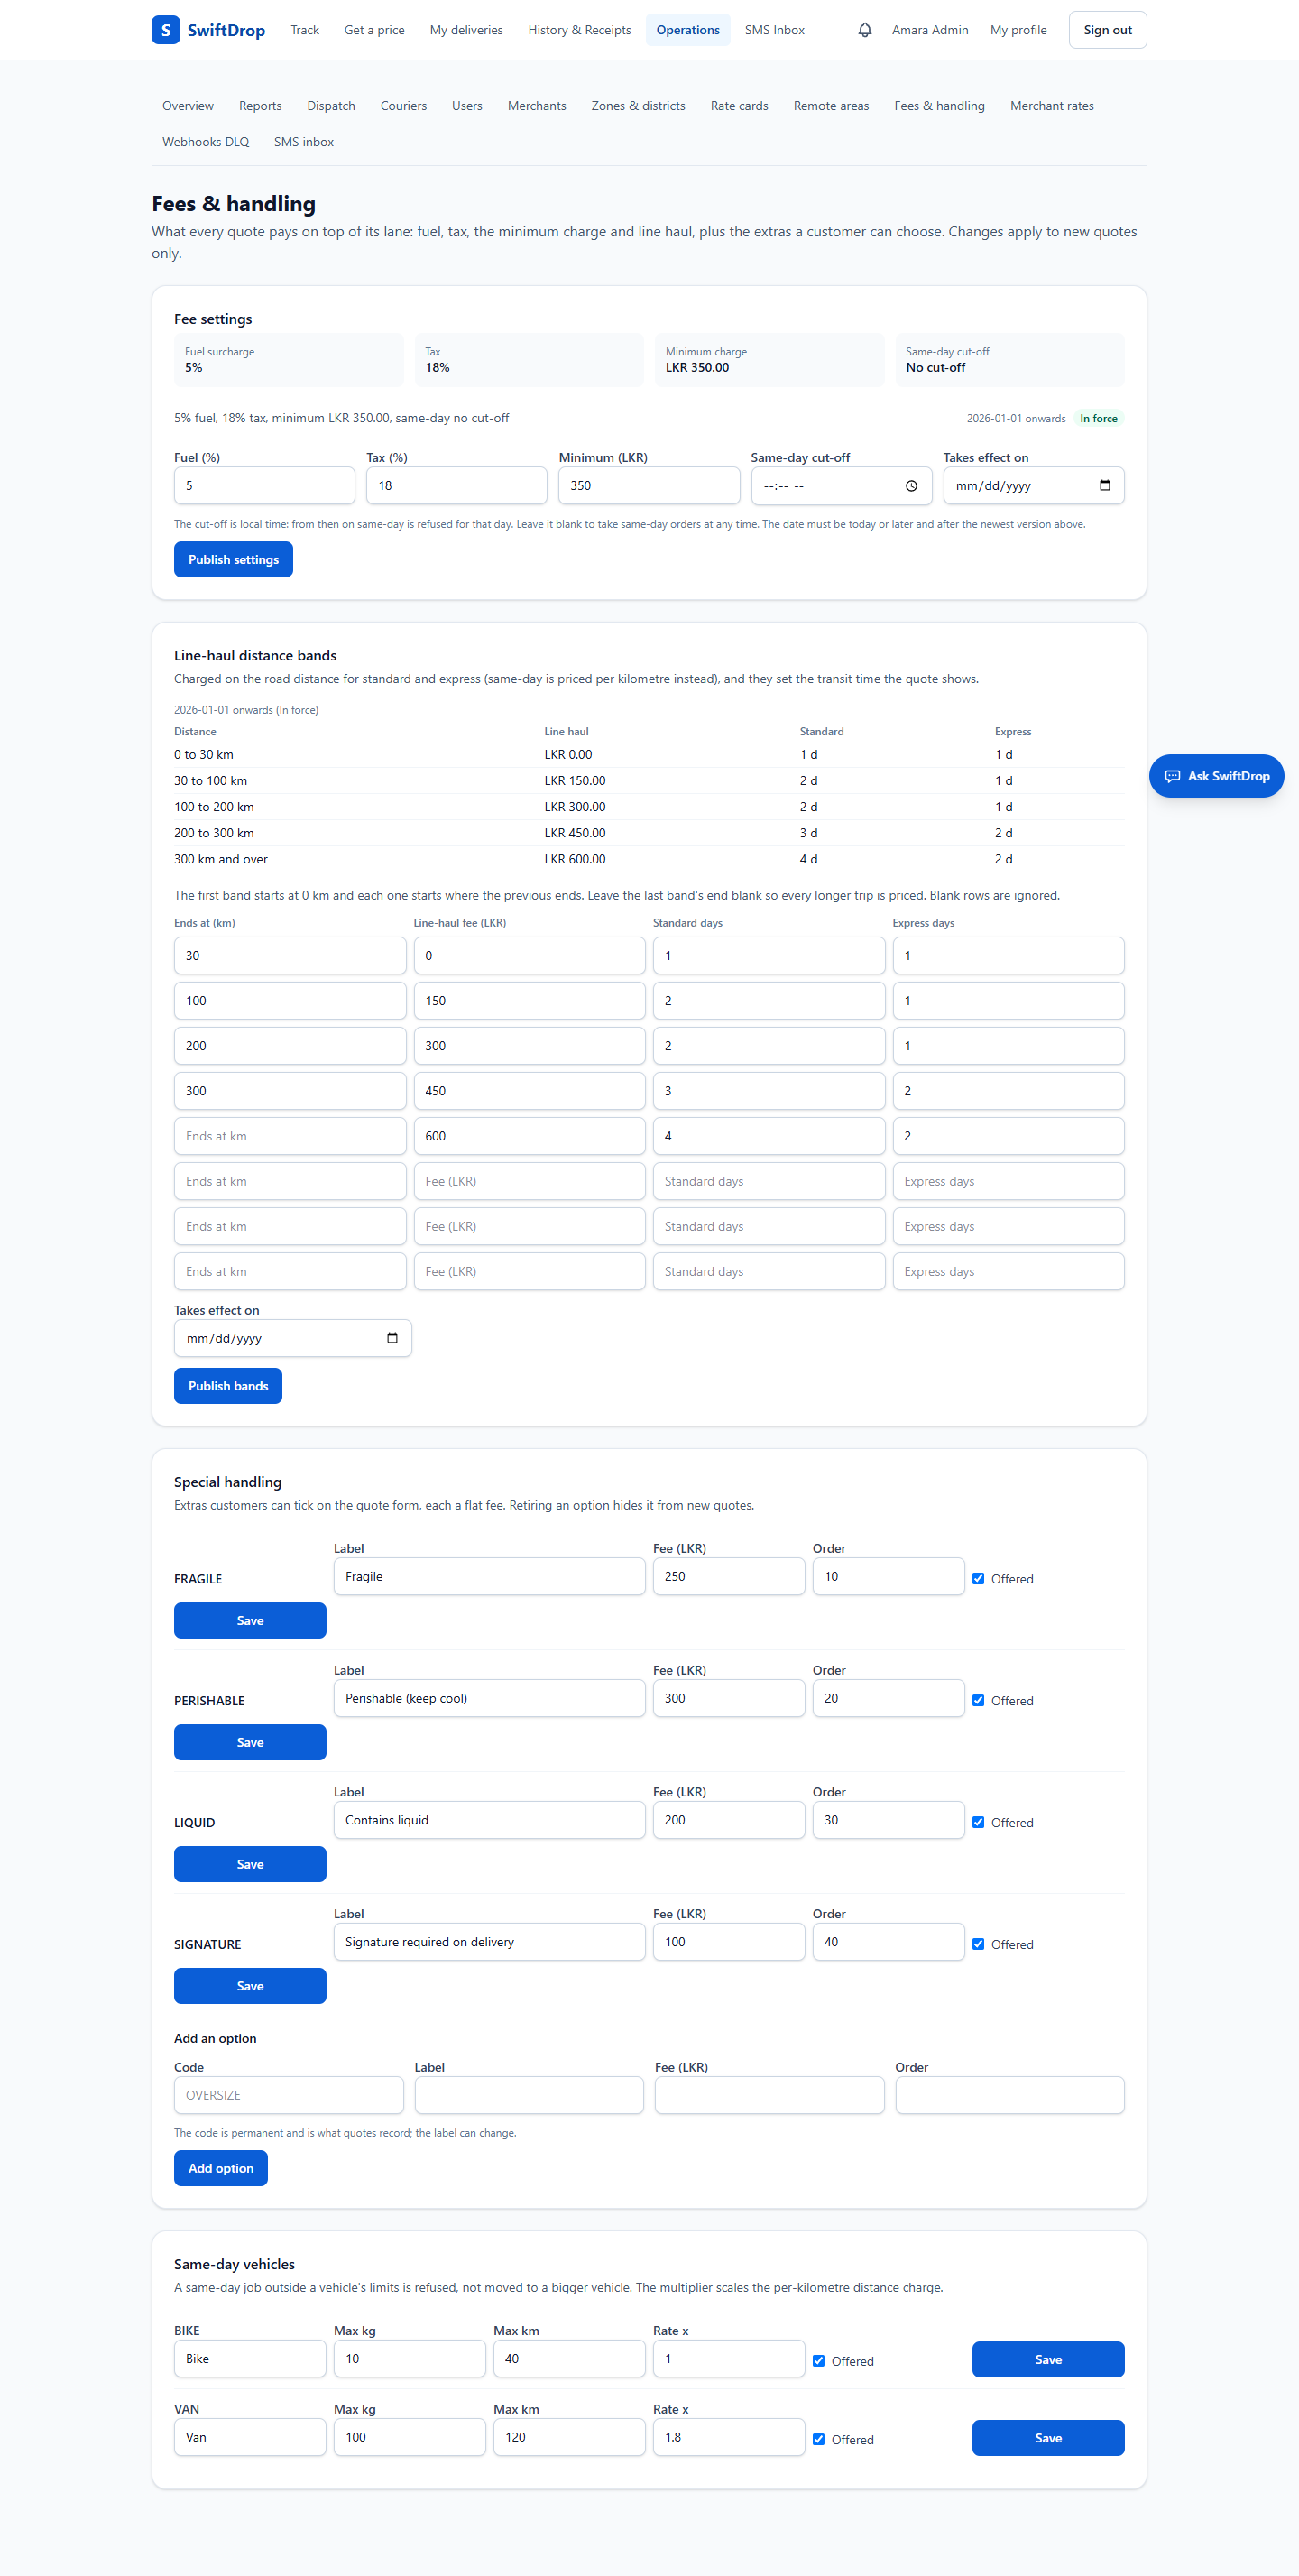 S SwiftDrop Track Get a price My deliveries History & Receipts Operations SMS Inbox Amara Admin My profile Sign out
Overview Reports Dispatch Couriers Users Merchants Zones & districts Rate cards Remote areas Fees & handling Merchant rates
Webhooks DLQ SMS inbox
Fees & handling
What every quote pays on top of its lane: fuel, tax, the minimum charge and line haul, plus the extras a customer can choose. Changes apply to new quotes
only.
Fee settings
Fuel surcharge Tax Minimum charge Same-day cut-off
5% 18% LKR 350.00 No cut-off
5% fuel, 18% tax, minimum LKR 350.00, same-day no cut-off 2026-01-01 onwards In force
Fuel (%) Tax (%) Minimum (LKR) Same-day cut-off Takes effect on
5 18 350 --:-- -- mm/dd/yyyy
The cut-off is local time: from then on same-day is refused for that day. Leave it blank to take same-day orders at any time. The date must be today or later and after the newest version above.
Publish settings
Line-haul distance bands
Charged on the road distance for standard and express (same-day is priced per kilometre instead), and they set the transit time the quote shows.
2026-01-01 onwards (In force)
Distance Line haul Standard Express
0 to 30 km LKR 0.00 1 d 1 d
30 to 100 km LKR 150.00 2 d 1 d
100 to 200 km LKR 300.00 2 d 1 d
200 to 300 km LKR 450.00 3 d 2 d
300 km and over LKR 600.00 4 d 2 d
Ask SwiftDrop
The first band starts at 0 km and each one starts where the previous ends. Leave the last band's end blank so every longer trip is priced. Blank rows are ignored.
Ends at (km) Line-haul fee (LKR) Standard days Express days
30 0 1 1
100 150 2 1
200 300 2 1
300 450 3 2
Ends at km 600 4 2
Ends at km Fee (LKR) Standard days Express days
Ends at km Fee (LKR) Standard days Express days
Ends at km Fee (LKR) Standard days Express days
Takes effect on
mm/dd/yyyy
Publish bands
Special handling
Extras customers can tick on the quote form, each a flat fee. Retiring an option hides it from new quotes.
Label Fee (LKR) Order
FRAGILE Fragile 250 10 Offered
Save
Label Fee (LKR) Order
PERISHABLE Perishable (keep cool) 300 20 Offered
Save
Label Fee (LKR) Order
LIQUID Contains liquid 200 30 Offered
Save
Label Fee (LKR) Order
SIGNATURE Signature required on delivery 100 40 Offered
Save
Add an option
Code Label Fee (LKR) Order
OVERSIZE
The code is permanent and is what quotes record; the label can change.
Add option
Same-day vehicles
A same-day job outside a vehicle's limits is refused, not moved to a bigger vehicle. The multiplier scales the per-kilometre distance charge.
BIKE Max kg Max km Rate x
Bike 10 40 1 Offered Save
VAN Max kg Max km Rate x
Van 100 120 1.8 Offered Save